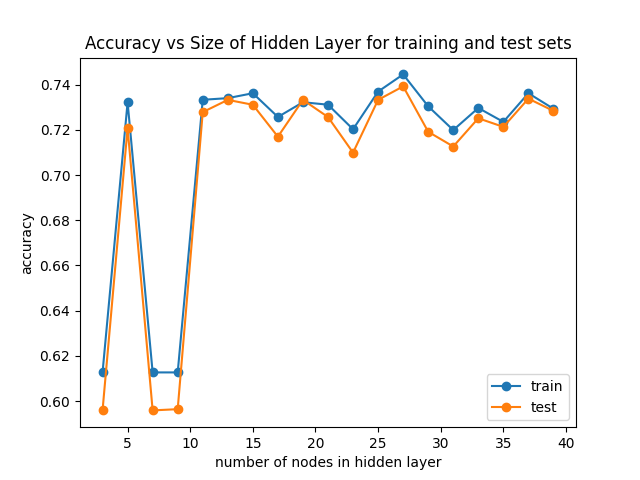 Accuracy vs Size of Hidden Layer for training and test sets
accuracy
0.74
0.72
0.70
0.68
0.66
0.64
0.62
0.60
train
test
5 10 15 20 25 30 35 40
number of nodes in hidden layer